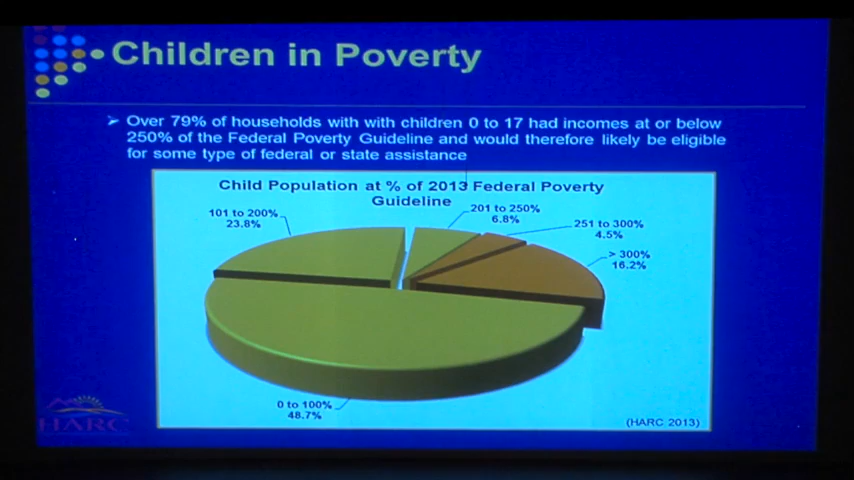 Children in Poverty
Over 79% of households with with children 0 to 17 had incomes at or below
250% of the Federal Poverty Guideline and would therefore likely be eligible
for some type of federal or state assistance
Child Population at % of 2013 Federal Poverty
Guideline
101 to 200%
23.8%
201 to 250%
6.8%
251 to 300%
4.5%
> 300%
16.2%
0 to 100%
48.7%
(HARC 2013)
HARC